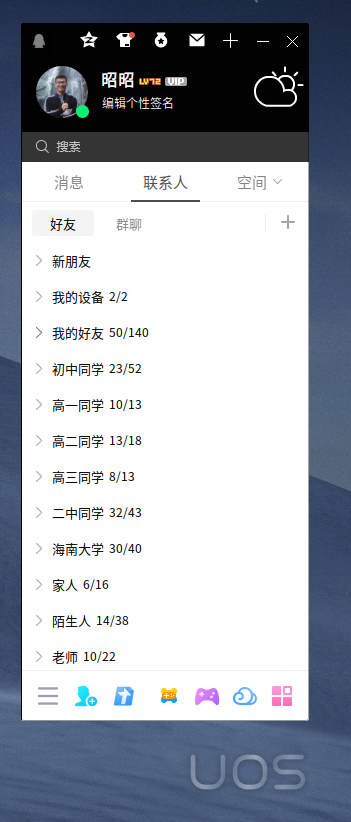 昭昭 LV72 VIP
编辑个性签名
搜索
消息 联系人 空间
好友 群聊
新朋友
我的设备 2/2
我的好友 50/140
初中同学 23/52
高一同学 10/13
高二同学 13/18
高三同学 8/13
二中同学 32/43
海南大学 30/40
家人 6/16
陌生人 14/38
老师 10/22
UOS